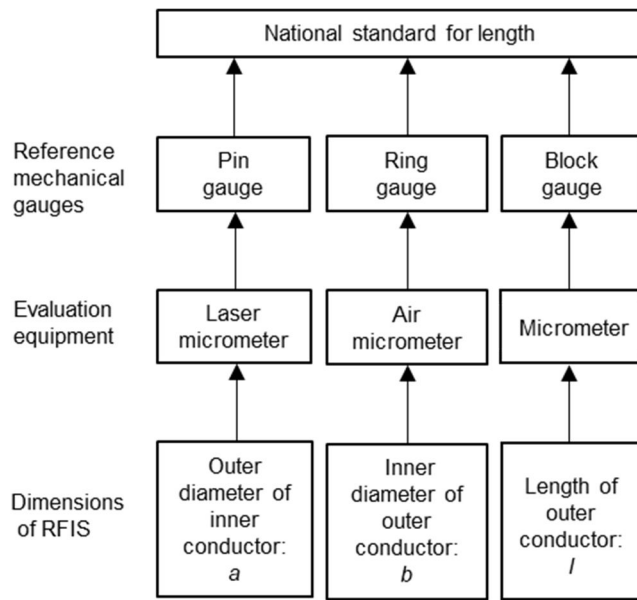 National standard for length
Reference
mechanical
gauges
Pin
gauge
Ring
gauge
Block
gauge
Evaluation
equipment
Laser
micrometer
Air
micrometer
Micrometer
Dimensions
of RFIS
Outer
diameter of
inner
conductor:
a
Inner
diameter of
outer
conductor:
b
Length of
outer
conductor:
l